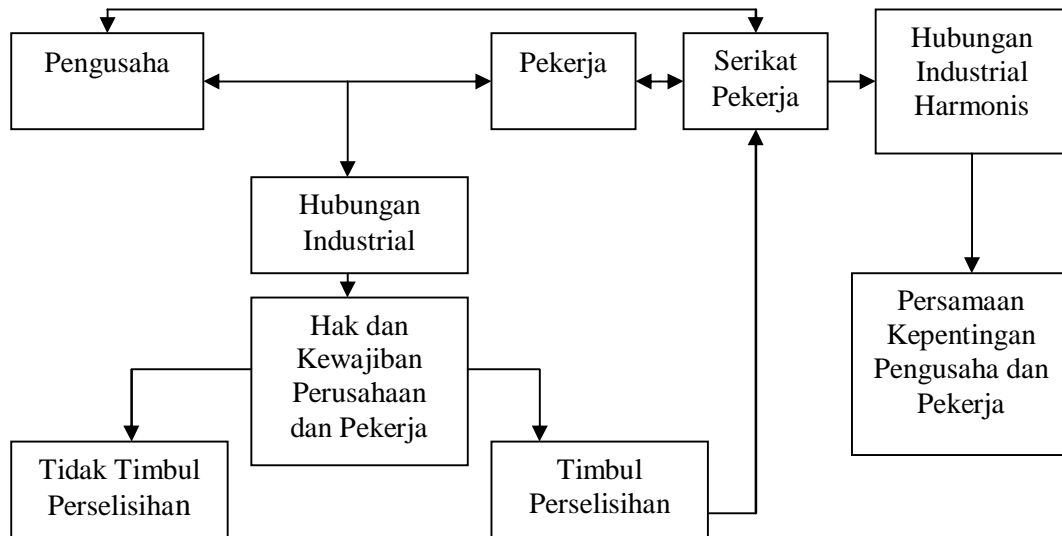 Pengusaha
Pekerja
Serikat
Pekerja
Hubungan
Industrial
Harmonis
Hubungan
Industrial
Hak dan
Kewajiban
Perusahaan
dan Pekerja
Persamaan
Kepentingan
Pengusaha dan
Pekerja
Tidak Timbul
Perselisihan
Timbul
Perselisihan